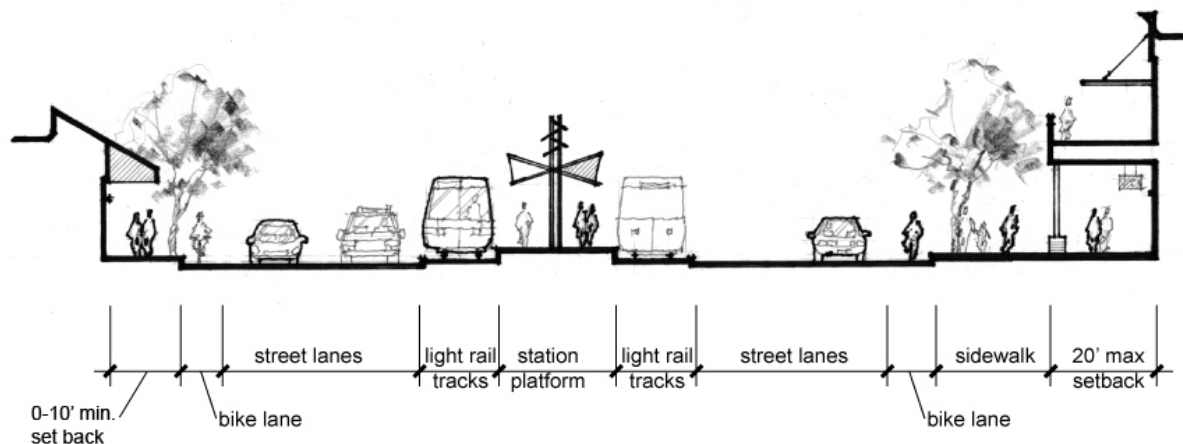 street lanes
light rail
tracks
station
platform
light rail
tracks
street lanes
sidewalk
20' max
setback
0-10' min.
set back
bike lane
bike lane